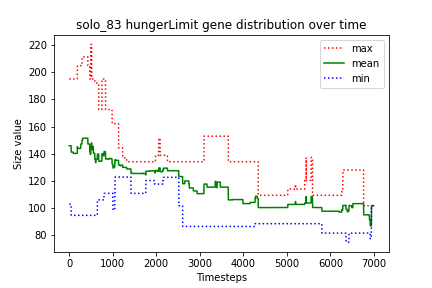 solo_83 hungerLimit gene distribution over time
max
mean
min
Size value
220
200
180
160
140
120
100
80
0 1000 2000 3000 4000 5000 6000 7000
Timesteps